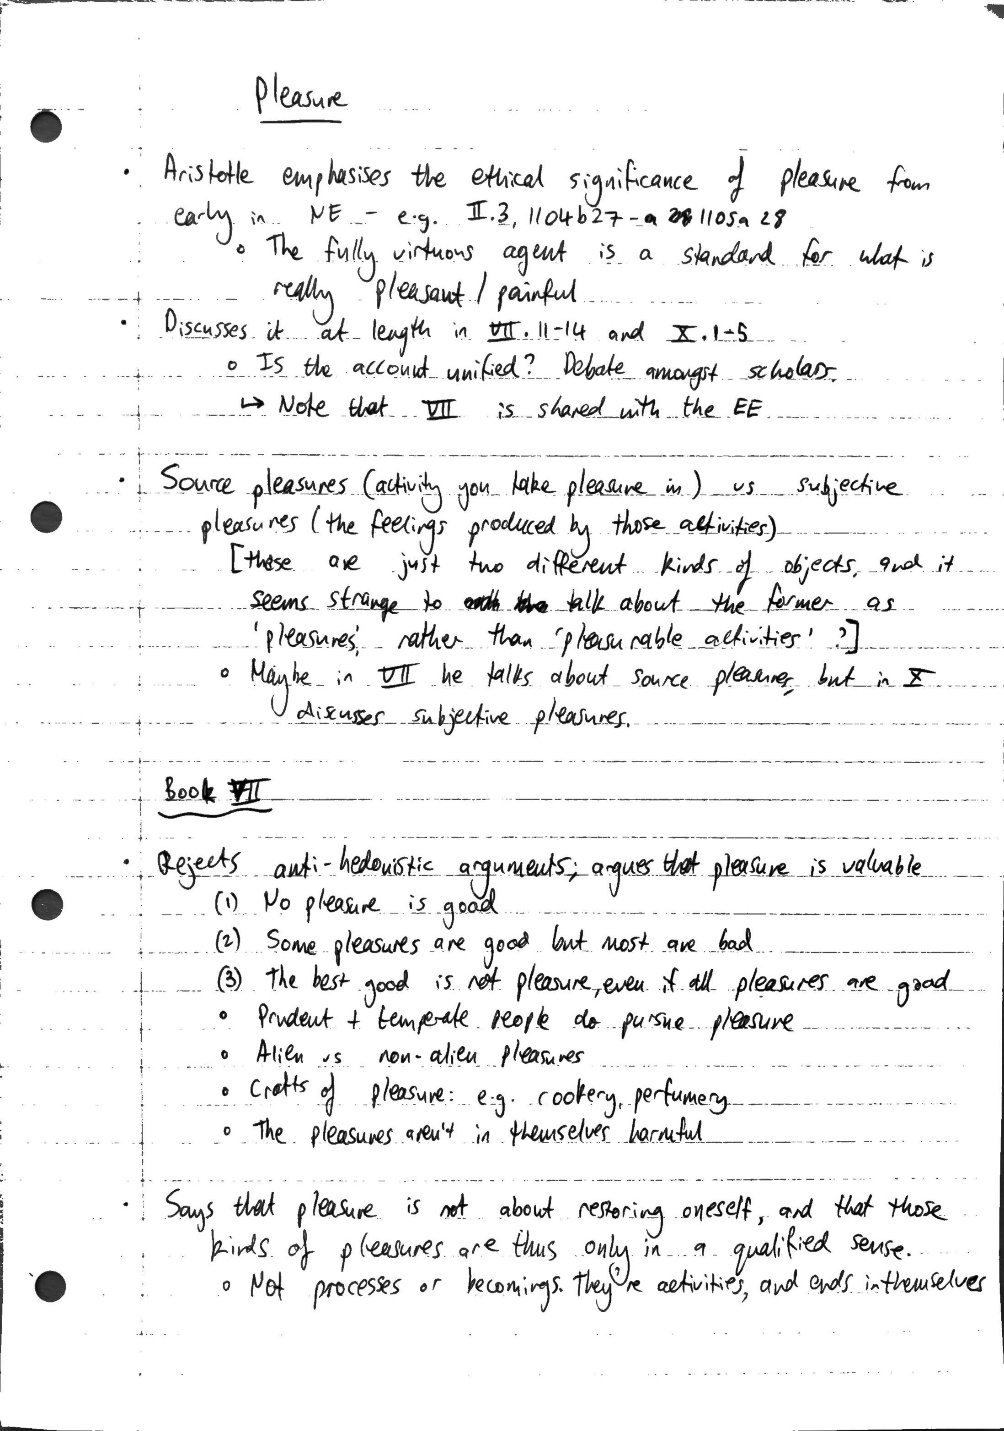 Pleasure
• Aristotle emphasises the ethical significance of pleasure from
early in NE - e.g. II.3, 1104b27-a 28 1105a 28
o The fully virtuous agent is a standard for what is
really pleasant / painful
• Discusses it at length in VII.11-14 and X.1-5
o Is the account unified? Debate amongst scholars.
↳ Note that VII is shared with the EE
• Source pleasures (activity you take pleasure in) vs subjective
pleasures (the feelings produced by those activities)
[these are just two different kinds of objects, and it
seems strange to talk about the former as
'pleasures', rather than 'pleasurable activities' ?]
o Maybe in VII he talks about source pleasures, but in X
discusses subjective pleasures.
Book VII
• Rejects anti-hedonistic arguments; argues that pleasure is valuable
(1) No pleasure is good
(2) Some pleasures are good but most are bad
(3) The best good is not pleasure, even if all pleasures are good
o Prudent + temperate people do pursue pleasure
o Alien vs non-alien pleasures
o Crafts of pleasure: e.g. cookery, perfumery
o The pleasures aren't in themselves harmful
• Says that pleasure is not about restoring oneself, and that those
kinds of pleasures are thus only in a qualified sense.
o Not processes or becomings. They're activities, and ends in themselves